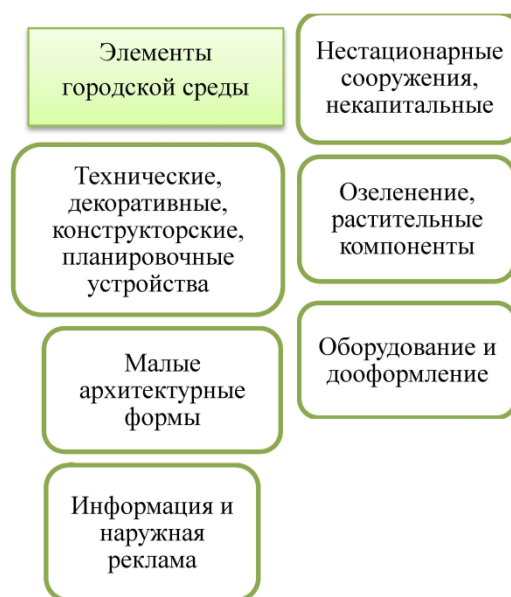 Элементы
городской среды
Технические,
декоративные,
конструкторские,
планировочные
устройства
Малые
архитектурные
формы
Информация и
наружная
реклама
Нестационарные
сооружения,
некапитальные
Озеленение,
растительные
компоненты
Оборудование и
дооформление